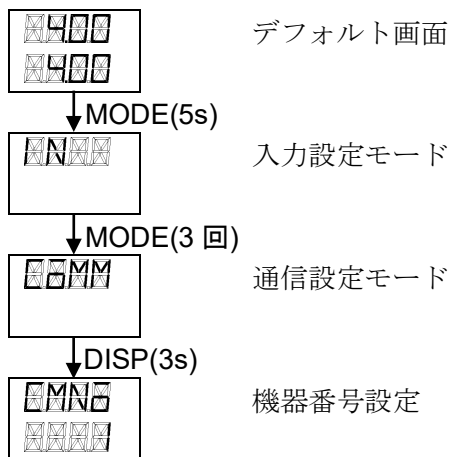 4.00 デフォルト画面
4.00
MODE(5s)
IN 入力設定モード
MODE(3 回)
CoMM 通信設定モード
DISP(3s)
CMNo 機器番号設定
1